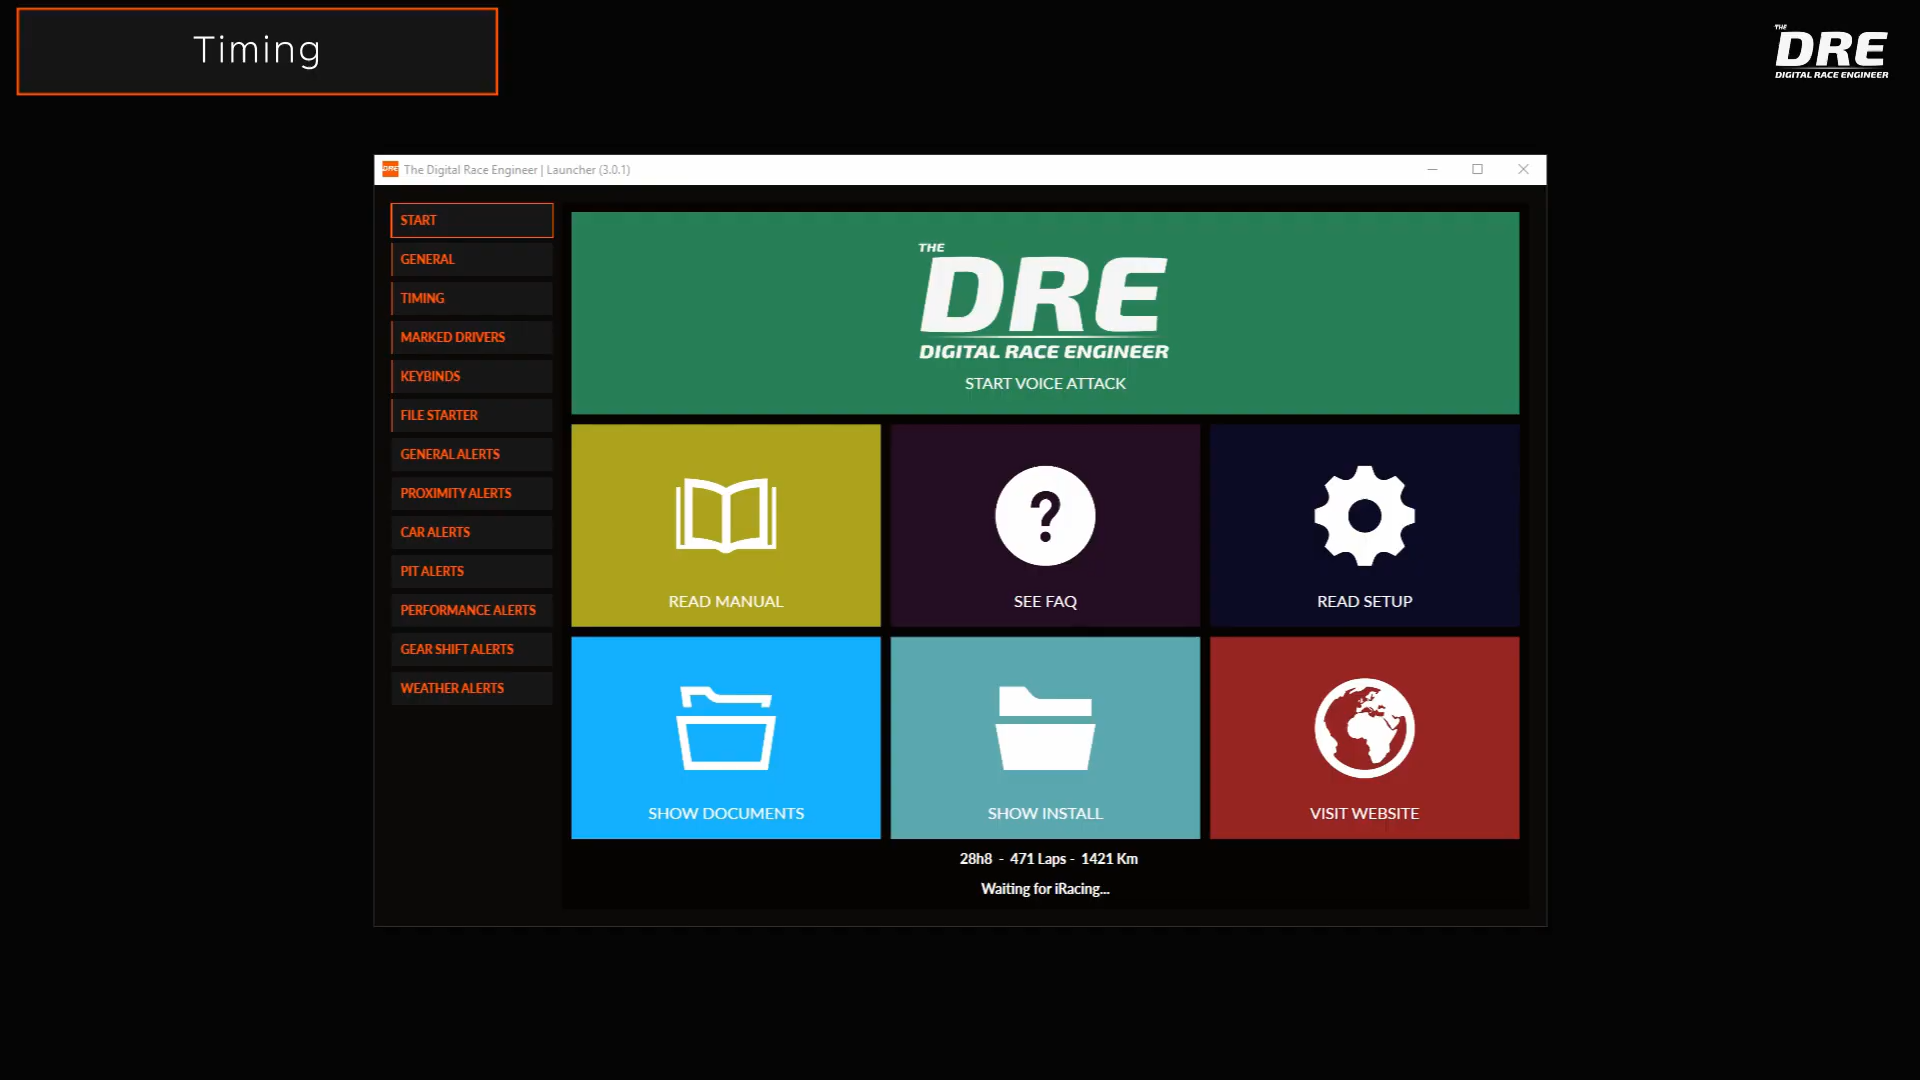 Timing
THE
DRE
DIGITAL RACE ENGINEER
DRE The Digital Race Engineer | Launcher (3.0.1)
START
GENERAL
TIMING
MARKED DRIVERS
KEYBINDS
FILE STARTER
GENERAL ALERTS
PROXIMITY ALERTS
CAR ALERTS
PIT ALERTS
PERFORMANCE ALERTS
GEAR SHIFT ALERTS
WEATHER ALERTS
THE
DRE
DIGITAL RACE ENGINEER
START VOICE ATTACK
READ MANUAL
SEE FAQ
READ SETUP
SHOW DOCUMENTS
SHOW INSTALL
VISIT WEBSITE
28h8 - 471 Laps - 1421 Km
Waiting for iRacing...